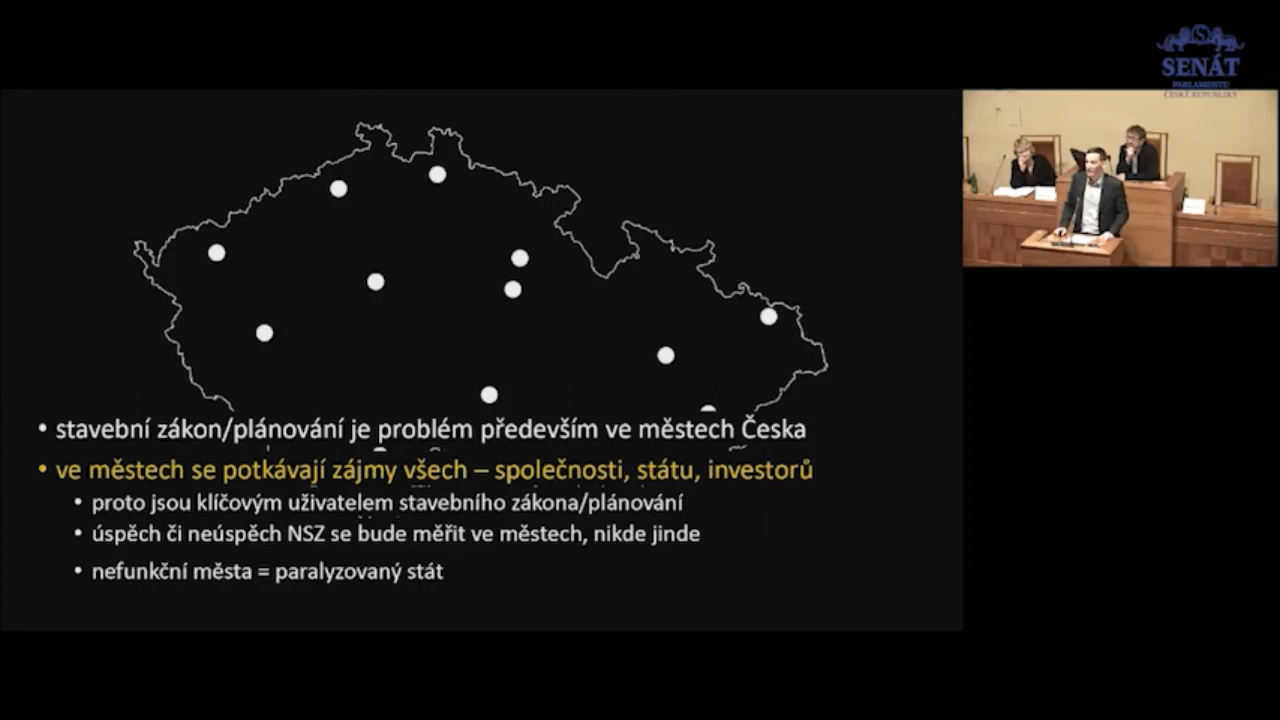 SENÁT
PARLAMENTU
ČESKÉ REPUBLIKY
• stavební zákon/plánování je problém především ve městech Česka
• ve městech se potkávají zájmy všech – společnosti, státu, investorů
• proto jsou klíčovým uživatelem stavebního zákona/plánování
• úspěch či neúspěch NSZ se bude měřit ve městech, nikde jinde
• nefunkční města = paralyzovaný stát